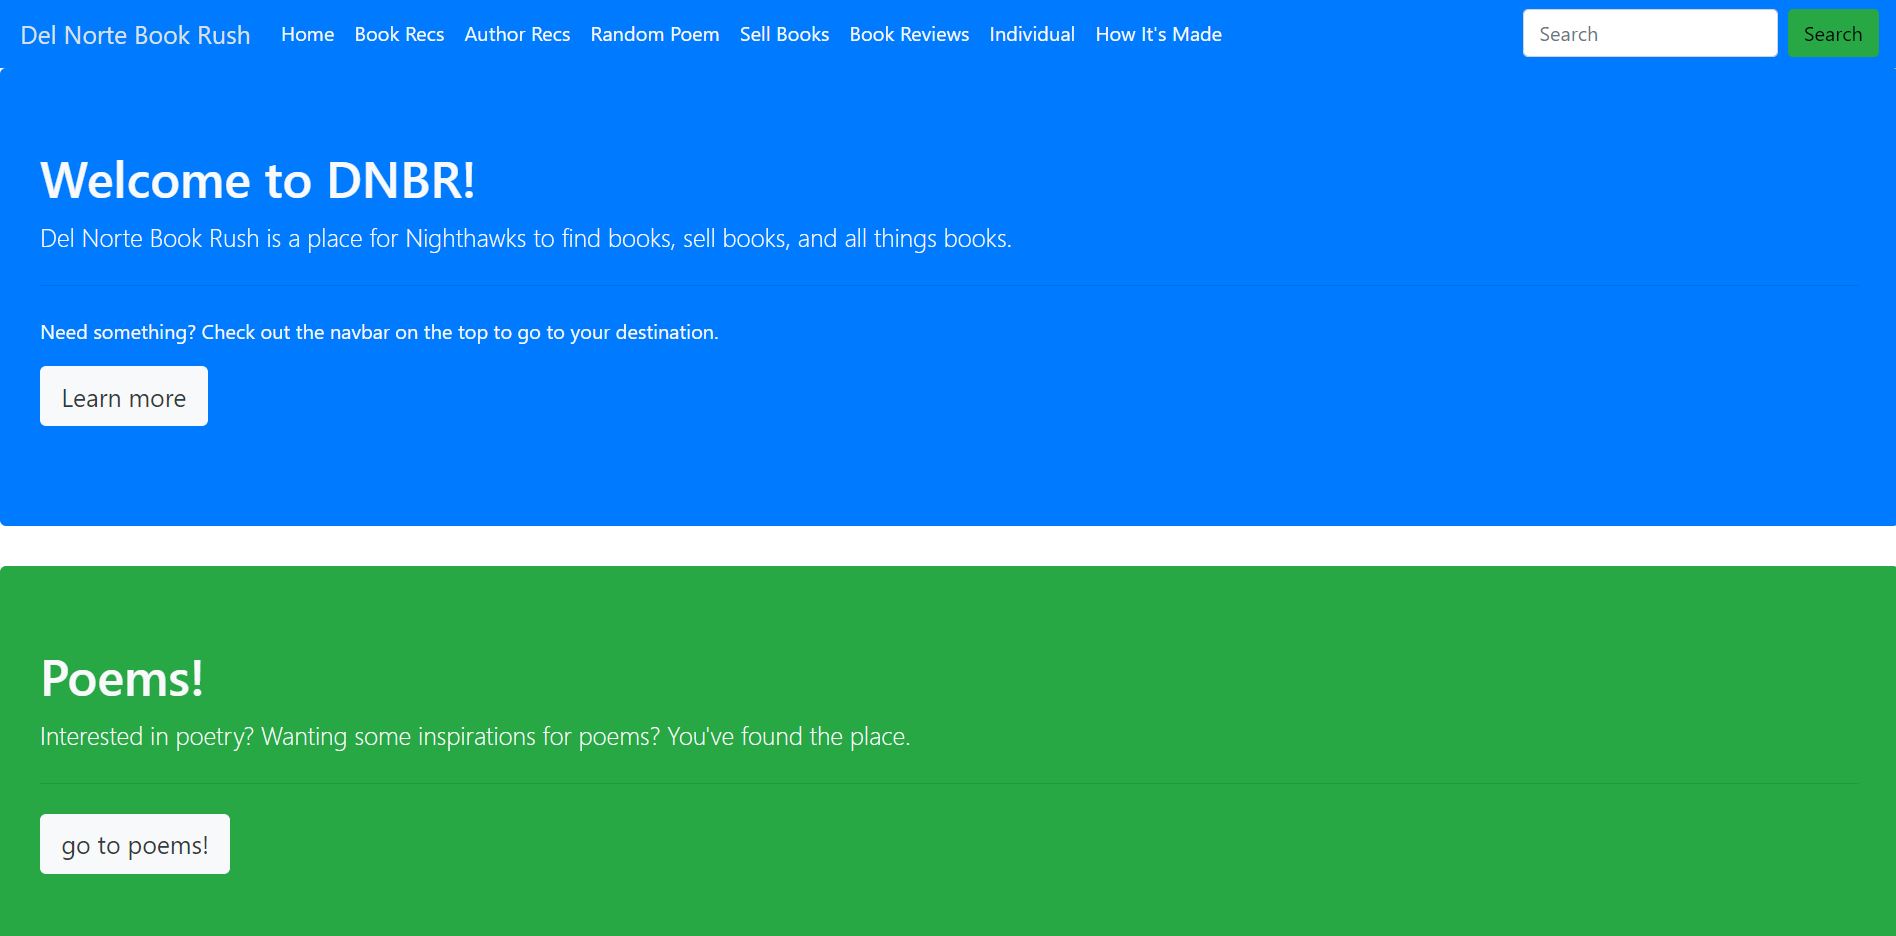 Del Norte Book Rush Home Book Recs Author Recs Random Poem Sell Books Book Reviews Individual How It's Made Search Search
Welcome to DNBR!
Del Norte Book Rush is a place for Nighthawks to find books, sell books, and all things books.
Need something? Check out the navbar on the top to go to your destination.
Learn more
Poems!
Interested in poetry? Wanting some inspirations for poems? You've found the place.
go to poems!